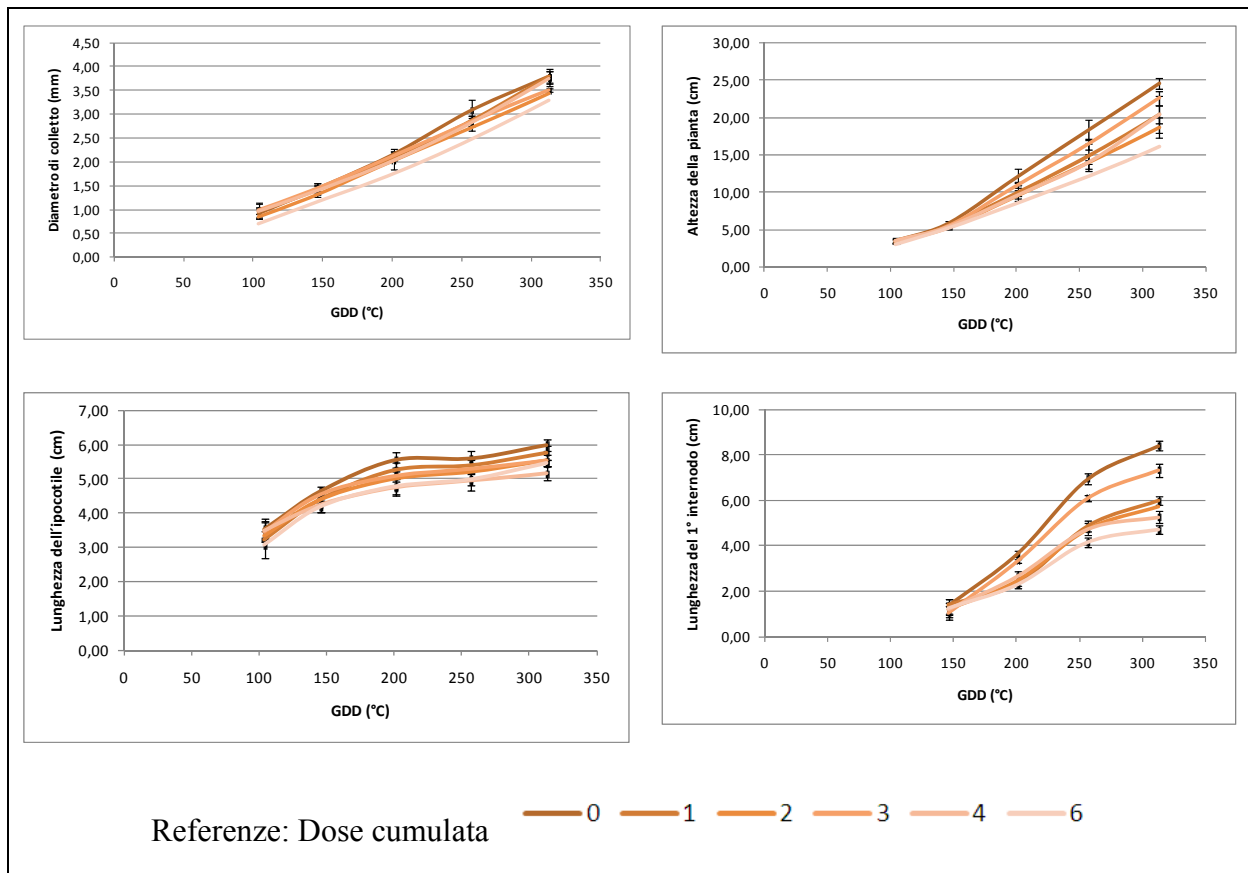 4,50
4,00
3,50
3,00
2,50
2,00
1,50
1,00
0,50
0,00
Diametro di colletto (mm)
0 50 100 150 200 250 300 350
GDD (°C)
30,00
25,00
20,00
15,00
10,00
5,00
0,00
Altezza della pianta (cm)
0 50 100 150 200 250 300 350
GDD (°C)
7,00
6,00
5,00
4,00
3,00
2,00
1,00
0,00
Lunghezza dell´ipocotile (cm)
0 50 100 150 200 250 300 350
GDD (°C)
10,00
8,00
6,00
4,00
2,00
0,00
Lunghezza del 1° internodo (cm)
0 50 100 150 200 250 300 350
GDD (°C)
Referenze: Dose cumulata 0 1 2 3 4 6